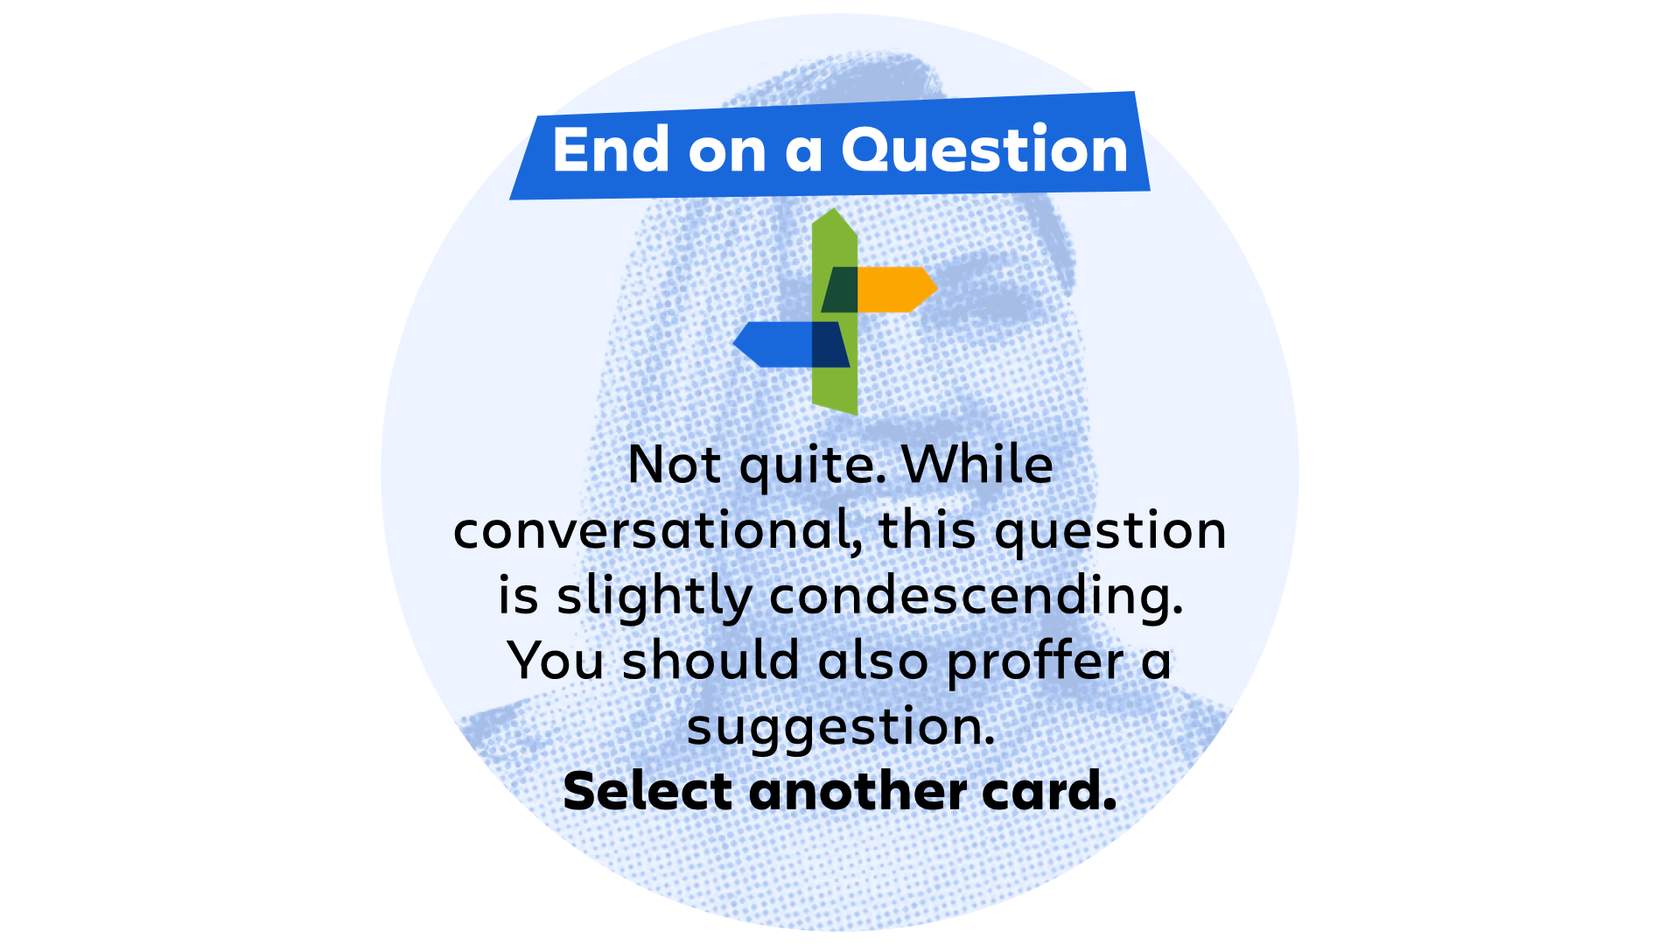 End on a Question
Not quite. While
conversational, this question
is slightly condescending.
You should also proffer a
suggestion.
Select another card.